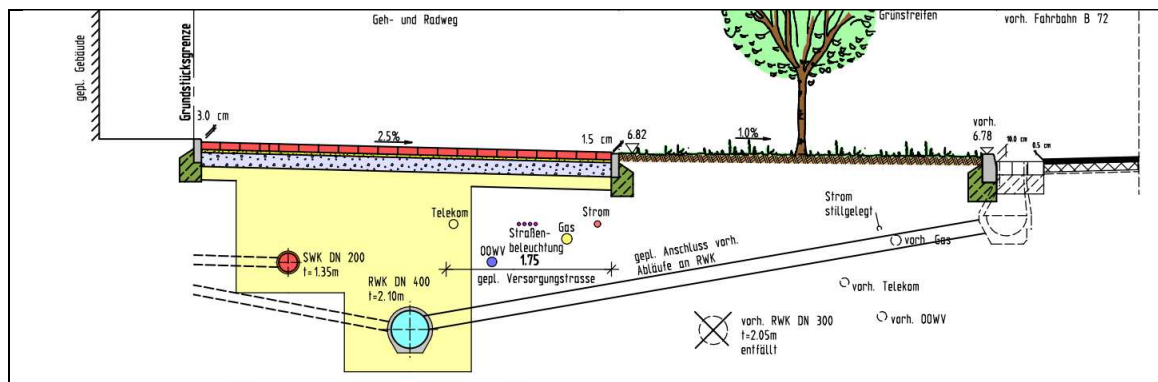 Geh- und Radweg
Grünstreifen
vorh. Fahrbahn B 72
gepl. Gebäude
Grundstücksgrenze
3.0 cm
2.5%
1.5 cm
6.82
1.0%
vorh.
6.78
10.0 cm
0.5 cm
Telekom
Straßen-
beleuchtung
Gas
Strom
OOWV
1.75
gepl. Versorgungstrasse
SWK DN 200
t=1.35m
RWK DN 400
t=2.10m
gepl. Anschluss vorh.
Abläufe an RWK
Strom
stillgelegt
vorh. Gas
vorh. Telekom
vorh. OOWV
vorh. RWK DN 300
t=2.05m
entfällt